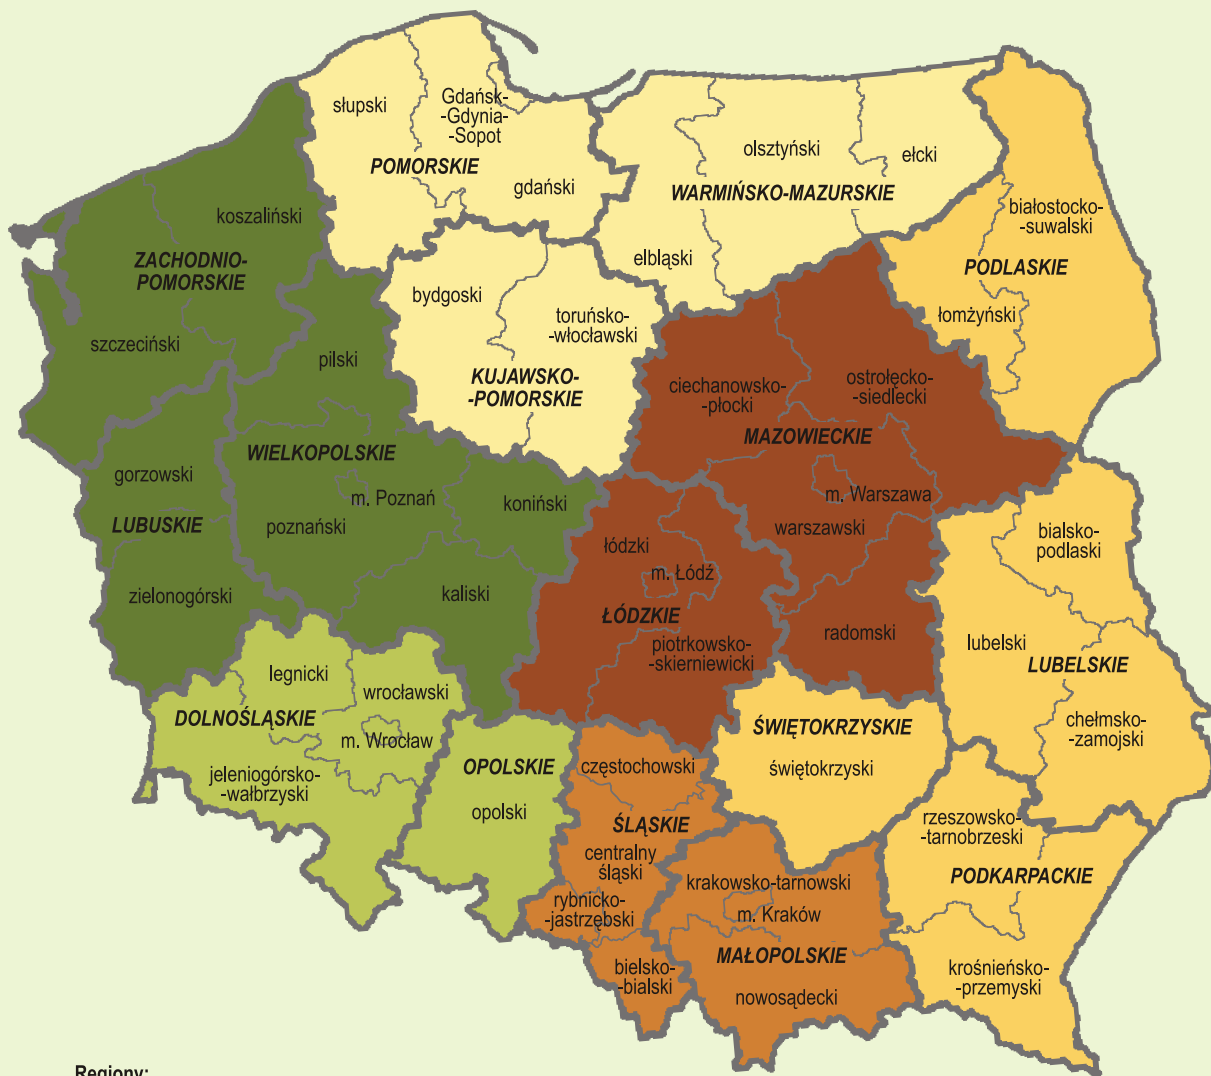 słupski
Gdańsk-
-Gdynia-
-Sopot
POMORSKIE
gdański
olsztyński
ełcki
WARMIŃSKO-MAZURSKIE
elbląski
koszaliński
ZACHODNIO-
POMORSKIE
szczeciński
białostocko-
-suwalski
PODLASKIE
łomżyński
bydgoski
toruńsko-
-włocławski
KUJAWSKO-
-POMORSKIE
pilski
WIELKOPOLSKIE
m. Poznań
poznański
koniński
kaliski
gorzowski
LUBUSKIE
zielonogórski
ciechanowsko-
-płocki
ostrołęcko-
-siedlecki
MAZOWIECKIE
m. Warszawa
warszawski
radomski
łódzki
m. Łódź
ŁÓDZKIE
piotrkowsko-
-skierniewicki
bialsko-
podlaski
lubelski
LUBELSKIE
chełmsko-
-zamojski
legnicki
wrocławski
DOLNOŚLĄSKIE
m. Wrocław
jeleniogórsko-
-wałbrzyski
OPOLSKIE
opolski
częstochowski
ŚLĄSKIE
centralny
śląski
rybnicko-
-jastrzębski
bielsko-
-bialski
ŚWIĘTOKRZYSKIE
świętokrzyski
krakowsko-tarnowski
m. Kraków
MAŁOPOLSKIE
nowosądecki
rzeszowsko-
-tarnobrzeski
PODKARPACKIE
krośnieńsko-
-przemyski
Regiony: